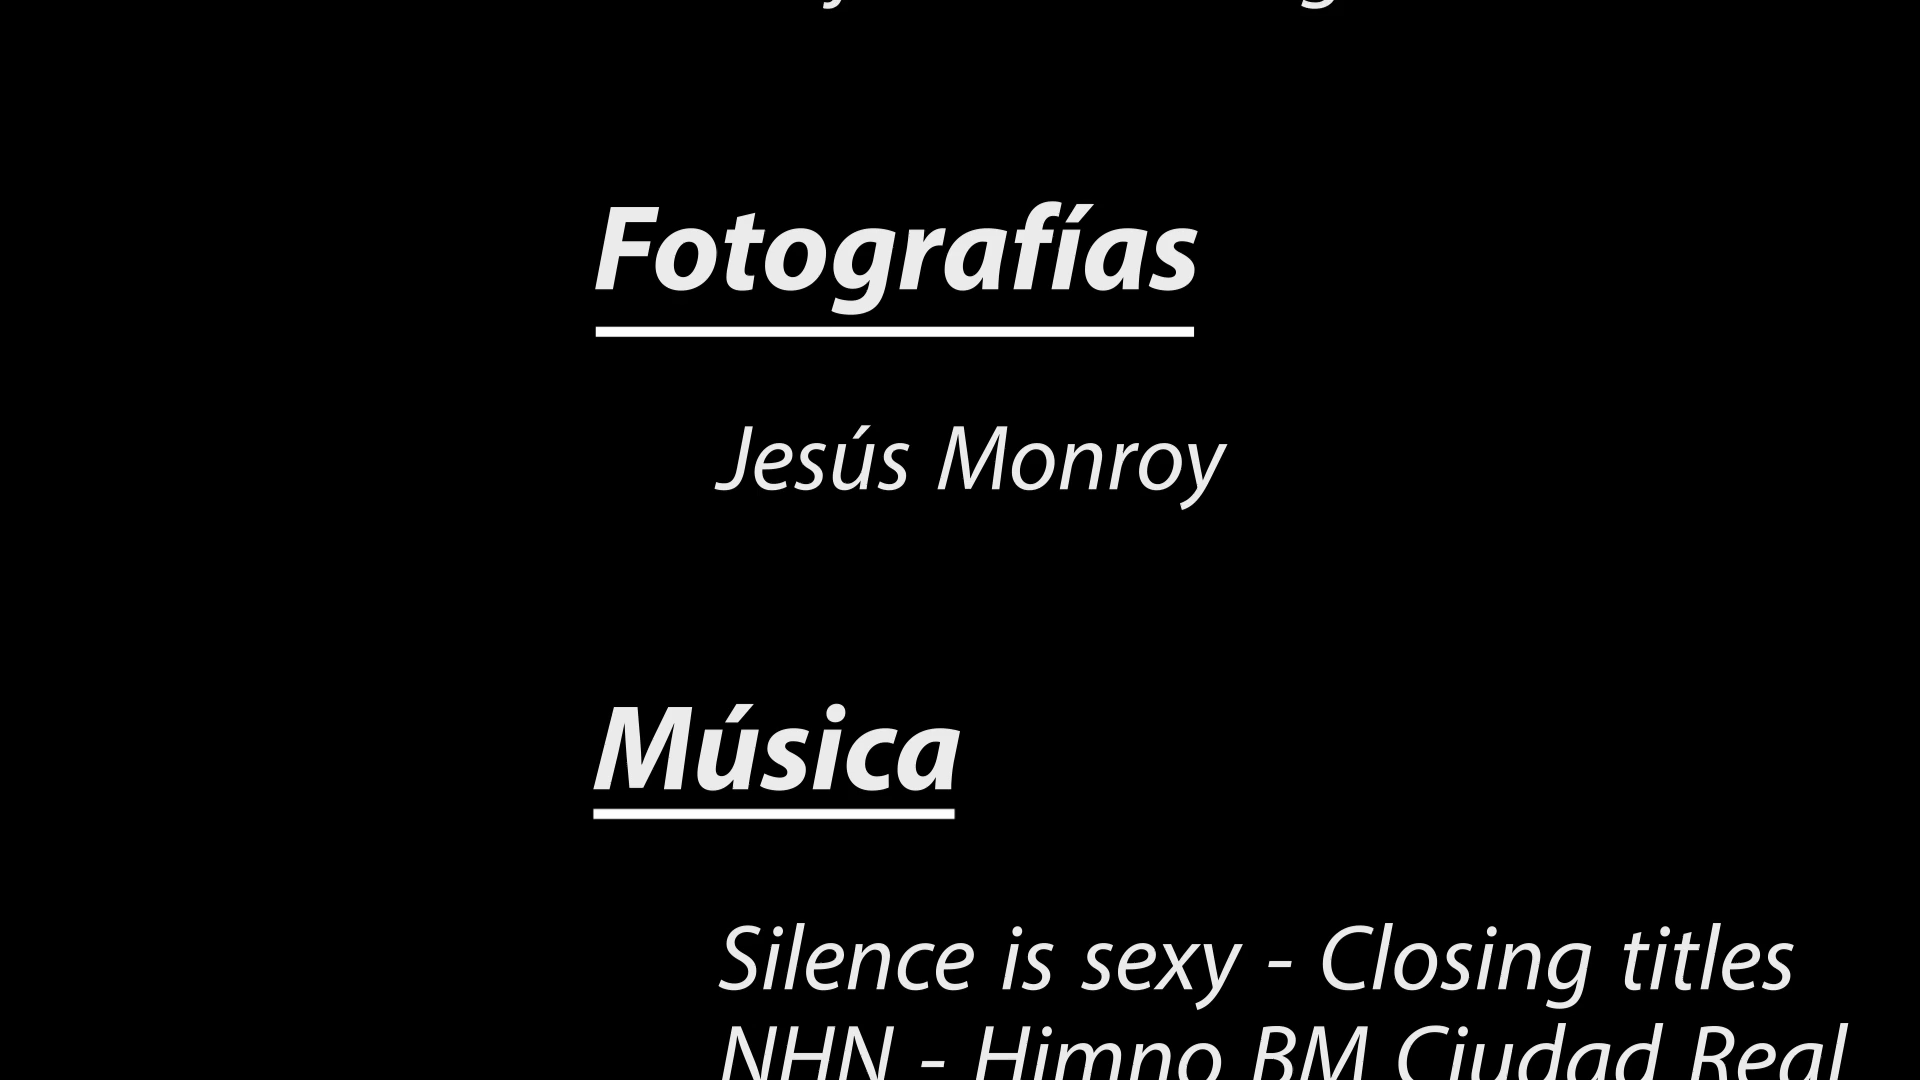 Fotografías
Jesús Monroy
Música
Silence is sexy - Closing titles
NHN - Himno BM Ciudad Real